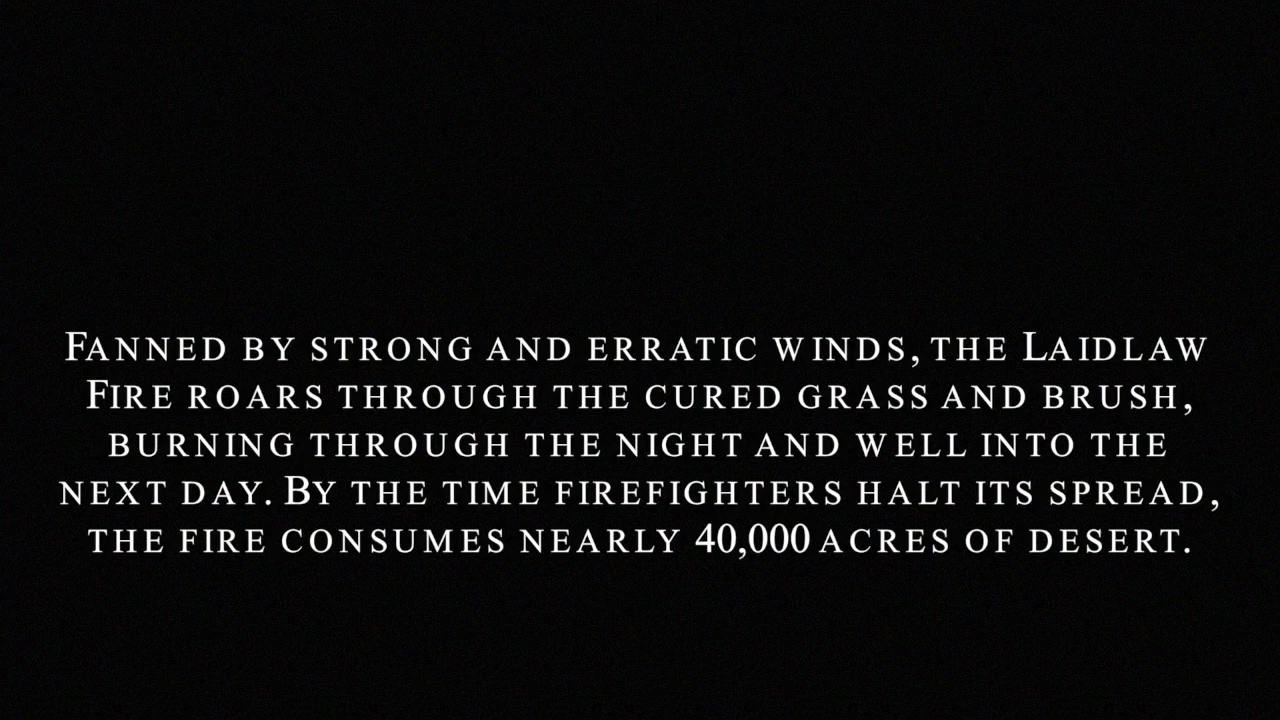 Fanned by strong and erratic winds, the Laidlaw
Fire roars through the cured grass and brush,
burning through the night and well into the
next day. By the time firefighters halt its spread,
the fire consumes nearly 40,000 acres of desert.